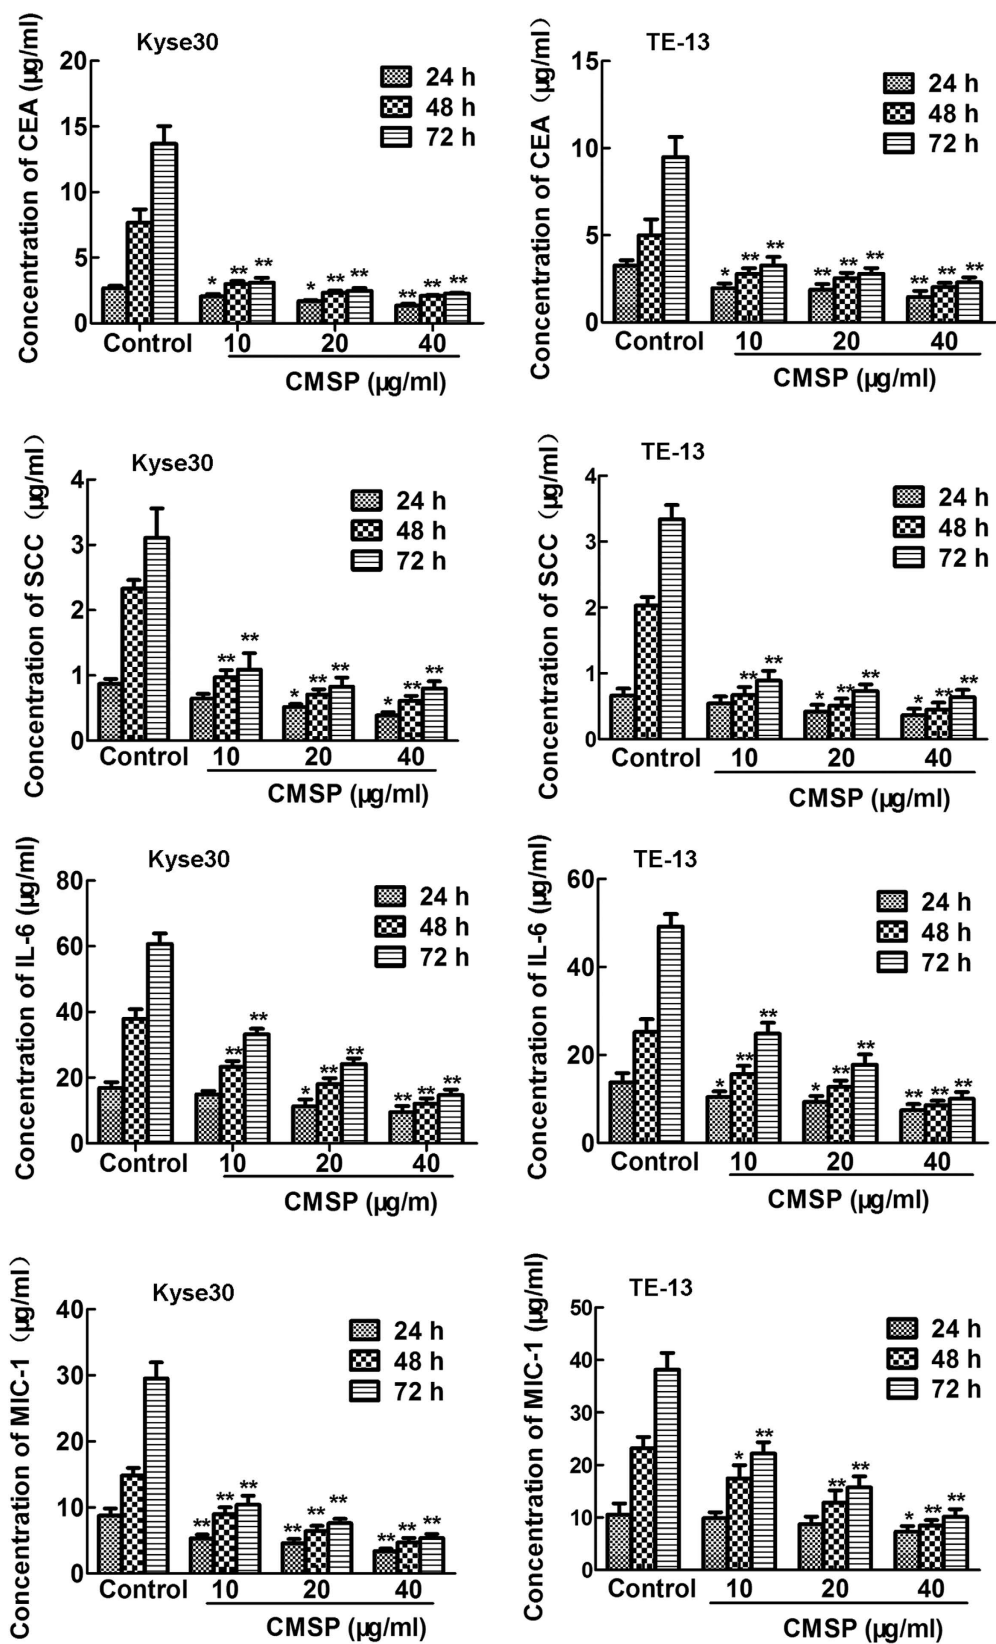 Kyse30
Concentration of CEA (µg/ml)
20
15
10
5
0
24 h
48 h
72 h
*
**
**
*
**
**
**
**
**
Control
10
20
40
CMSP (µg/ml)
TE-13
Concentration of CEA (µg/ml)
15
10
5
0
24 h
48 h
72 h
*
**
**
**
**
**
**
**
**
Control
10
20
40
CMSP (µg/ml)
Kyse30
Concentration of SCC (µg/ml)
4
3
2
1
0
24 h
48 h
72 h
**
**
*
**
**
*
**
**
Control
10
20
40
CMSP (µg/ml)
TE-13
Concentration of SCC (µg/ml)
4
3
2
1
0
24 h
48 h
72 h
**
**
*
**
**
*
**
**
Control
10
20
40
CMSP (µg/ml)
Kyse30
Concentration of IL-6 (µg/ml)
80
60
40
20
0
24 h
48 h
72 h
**
**
*
**
**
**
**
**
Control
10
20
40
CMSP (µg/m)
TE-13
Concentration of IL-6 (µg/ml)
60
40
20
0
24 h
48 h
72 h
*
**
**
*
**
**
**
**
**
Control
10
20
40
CMSP (µg/ml)
Kyse30
Concentration of MIC-1 (µg/ml)
40
30
20
10
0
24 h
48 h
72 h
**
**
**
**
**
**
**
**
**
Control
10
20
40
CMSP (µg/ml)
TE-13
Concentration of MIC-1 (µg/ml)
50
40
30
20
10
0
24 h
48 h
72 h
*
**
**
**
*
**
**
Control
10
20
40
CMSP (µg/ml)